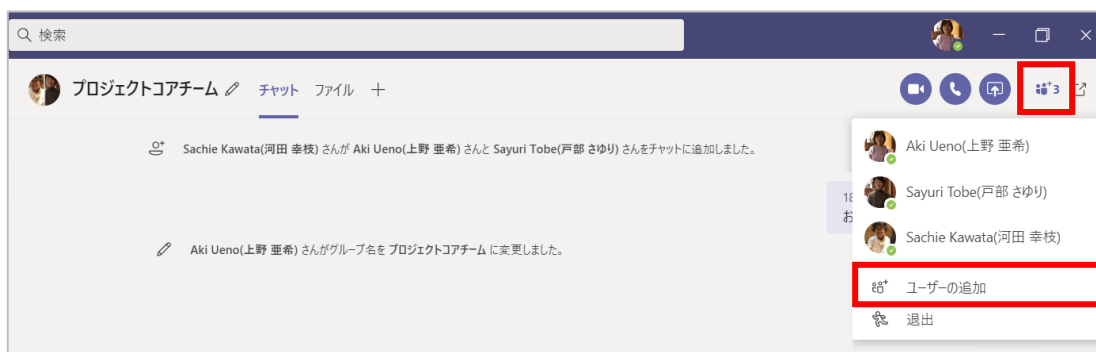 検索
プロジェクトコアチーム チャット ファイル
3
Sachie Kawata(河田 幸枝) さんが Aki Ueno(上野 亜希) さんと Sayuri Tobe(戸部 さゆり) さんをチャットに追加しました。
Aki Ueno(上野 亜希)
18
お
Sayuri Tobe(戸部 さゆり)
Aki Ueno(上野 亜希) さんがグループ名を プロジェクトコアチーム に変更しました。
Sachie Kawata(河田 幸枝)
ユーザーの追加
退出